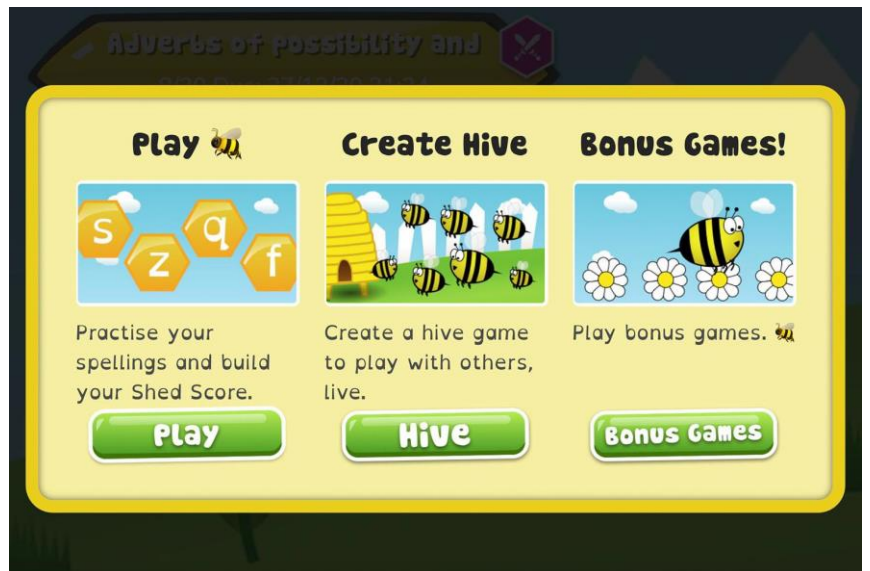 Adverbs of possibility and
Play 🐝
Create Hive
Bonus Games!
s
z
q
f
Practise your
spellings and build
your Shed Score.
Create a hive game
to play with others,
live.
Play bonus games. 🐝
Play
Hive
Bonus Games